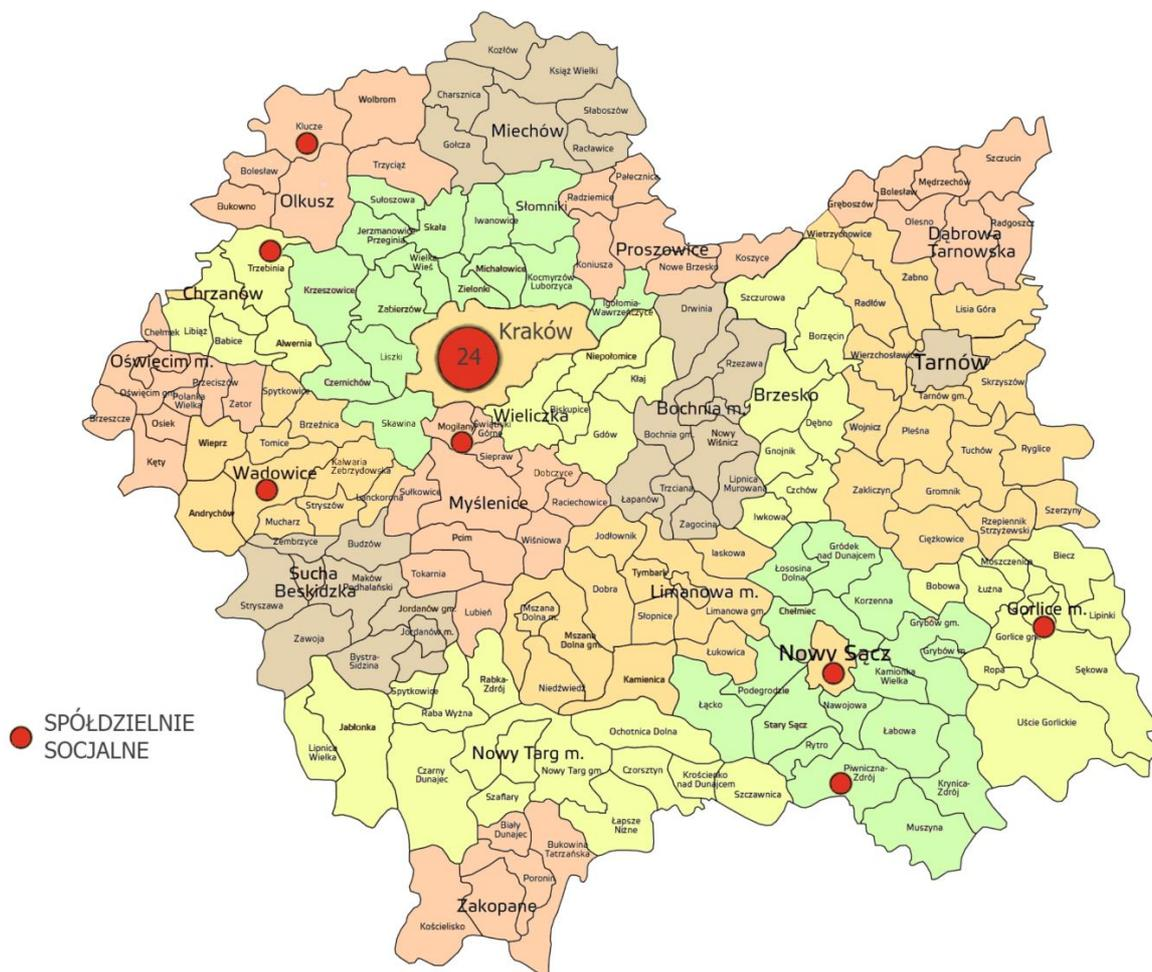 Kozłów
Książ Wielki
Charsznica
Wolbrom
Słaboszów
Klucze
Miechów
Gołcza
Racławice
Szczucin
Bolesław
Trzyciąż
Pałecznica
Mędrzechów
Bolesław
Radziemice
Gręboszów
Olkusz
Sułoszowa
Słomniki
Bukowno
Iwanowice
Olesno
Radgoszcz
Skała
Jerzmanowice
Przeginia
Wietrzychowice
Dąbrowa
Tarnowska
Proszowice
Wielka
Wieś
Koszyce
Trzebinia
Michałowice
Koniusza
Nowe Brzesko
Kocmyrzów
Luborzyca
Żabno
Krzeszowice
Zielonki
Chrzanów
Szczurowa
Igołomia-
Wawrzeńczyce
Radłów
Zabierzów
Drwinia
Lisia Góra
Borzęcin
Chełmek
Libiąż
Kraków
Babice
Alwernia
24
Liszki
Niepołomice
Wierzchosławice
Oświęcim m.
Rzezawa
Tarnów
Kłaj
Czernichów
Skrzyszów
Przeciszów
Oświęcim gm.
Spytkowice
Brzesko
Tarnów gm.
Polanka
Wielka
Zator
Bochnia m.
Biskupice
Wieliczka
Brzeszcze
Osiek
Brzeźnica
Skawina
Mogilany
Świątniki
Górne
Dębno
Wojnicz
Pleśna
Bochnia gm.
Nowy
Wiśnicz
Gdów
Wieprz
Tomice
Gnojnik
Tuchów
Ryglice
Siepraw
Kęty
Kalwaria
Zebrzydowska
Wadowice
Dobczyce
Lipnica
Murowana
Trzciana
Czchów
Zakliczyn
Gromnik
Sułkowice
Lanckorona
Łapanów
Myślenice
Raciechowice
Stryszów
Andrychów
Szerzyny
Iwkowa
Mucharz
Zagocina
Rzepiennik
Strzyżewski
Jodłownik
Pcim
Wiśniowa
Ciężkowice
Zembrzyce
Budzów
Gródek
nad Dunajcem
Iaskowa
Biecz
Moszczenica
Sucha
Beskidzka
Tymbark
Łososina
Dolna
Tokarnia
Maków
Podhalański
Bobowa
Łużna
Dobra
Limanowa m.
Korzenna
Stryszawa
Jordanów gm.
Mszana
Dolna m.
Słopnice
Limanowa gm.
Chełmiec
Gorlice m.
Lipinki
Lubień
Grybów gm.
Jordanów m.
Zawoja
Mszana
Dolna gm.
Gorlice gm.
Łukowica
Nowy Sącz
Grybów m.
Bystra-
Sidzina
Ropa
Sękowa
Kamionka
Wielka
Rabka-
Zdrój
Kamienica
Niedźwiedź
Spytkowice
Podegrodzie
Łącko
Nawojowa
Raba Wyżna
Uście Gorlickie
SPÓŁDZIELNIE
SOCJALNE
Jabłonka
Stary Sącz
Łabowa
Ochotnica Dolna
Lipnica
Wielka
Nowy Targ m.
Rytro
Czarny
Dunajec
Nowy Targ gm.
Czorsztyn
Krościenko
nad Dunajcem
Piwniczna-
Zdrój
Krynica-
Zdrój
Szczawnica
Szaflary
Łapsze
Niżne
Biały
Dunajec
Muszyna
Bukowina
Tatrzańska
Poronin
Zakopane
Kościelisko